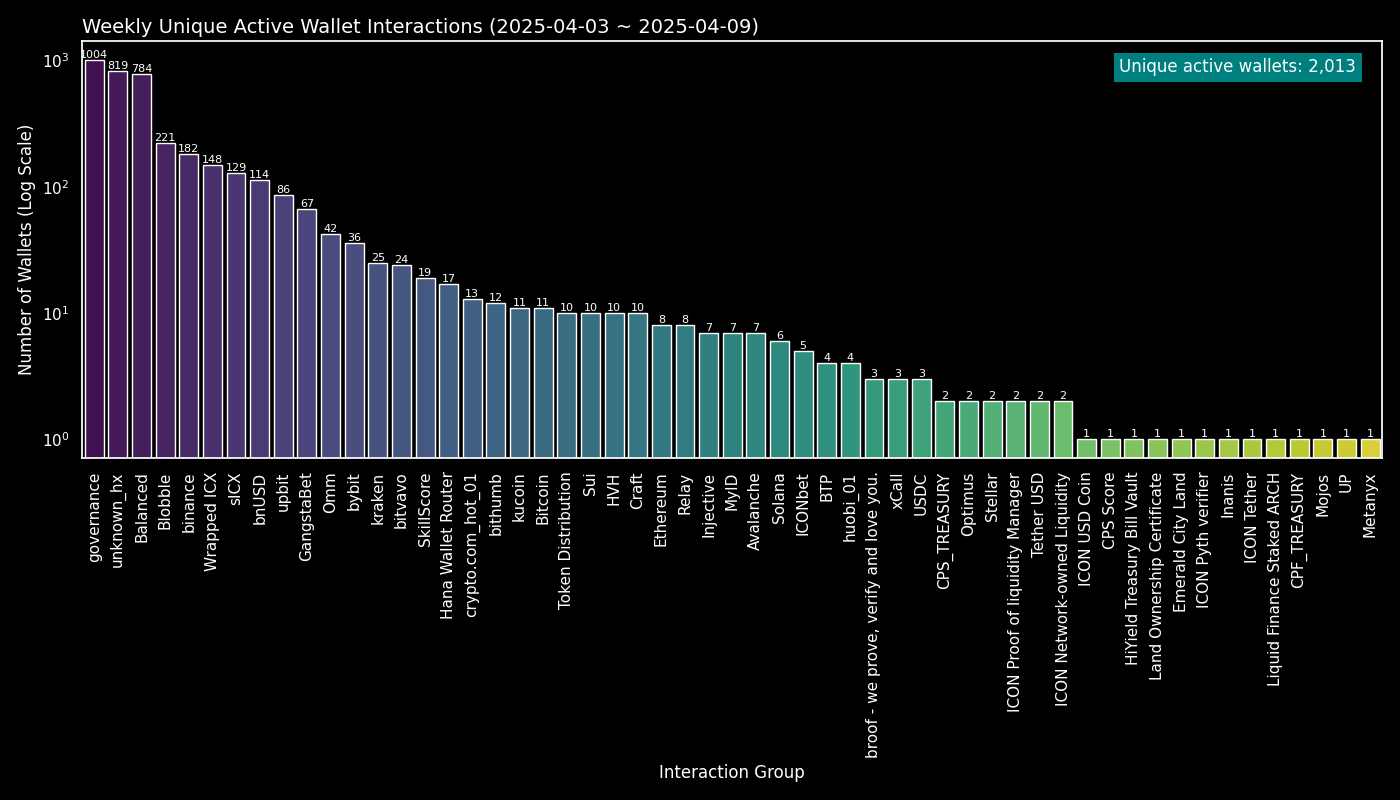 Weekly Unique Active Wallet Interactions (2025-04-03 ~ 2025-04-09)
Unique active wallets: 2,013
Number of Wallets (Log Scale)
10³
10²
10¹
10⁰
1004
819
784
221
182
148
129
114
86
67
42
36
25
24
19
17
13
12
11
11
10
10
10
10
8
8
7
7
7
6
5
4
4
3
3
3
2
2
2
2
2
2
1
1
1
1
1
1
1
1
1
1
1
1
1
governance
unknown_hx
Balanced
Blobble
binance
Wrapped ICX
sICX
bnUSD
upbit
GangstaBet
Omm
bybit
kraken
bitvavo
SkillScore
Hana Wallet Router
crypto.com_hot_01
bithumb
kucoin
Bitcoin
Token Distribution
Sui
HVH
Craft
Ethereum
Relay
Injective
MyID
Avalanche
Solana
ICONbet
BTP
huobi_01
broof - we prove, verify and love you.
xCall
USDC
CPS_TREASURY
Optimus
Stellar
ICON Proof of liquidity Manager
Tether USD
ICON Network-owned Liquidity
ICON USD Coin
CPS Score
HiYield Treasury Bill Vault
Land Ownership Certificate
Emerald City Land
ICON Pyth verifier
Inanis
ICON Tether
Liquid Finance Staked ARCH
CPF_TREASURY
Mojos
UP
Metanyx
Interaction Group